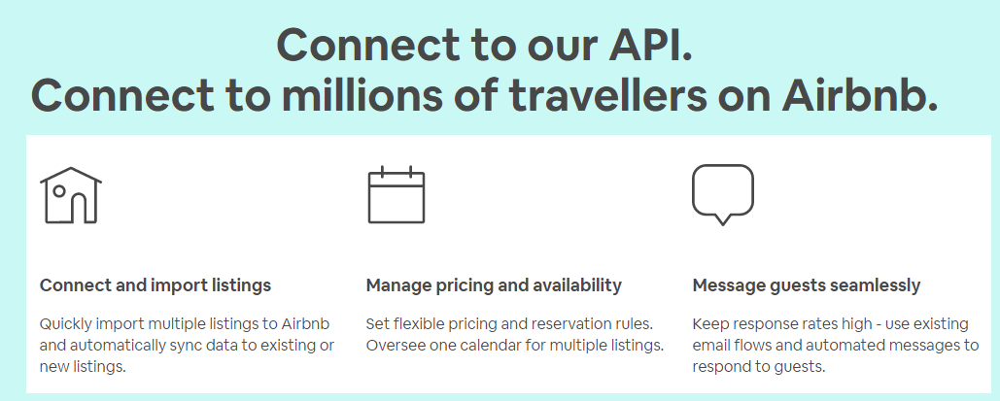 Connect to our API.
Connect to millions of travellers on Airbnb.
Connect and import listings
Quickly import multiple listings to Airbnb
and automatically sync data to existing or
new listings.
Manage pricing and availability
Set flexible pricing and reservation rules.
Oversee one calendar for multiple listings.
Message guests seamlessly
Keep response rates high - use existing
email flows and automated messages to
respond to guests.